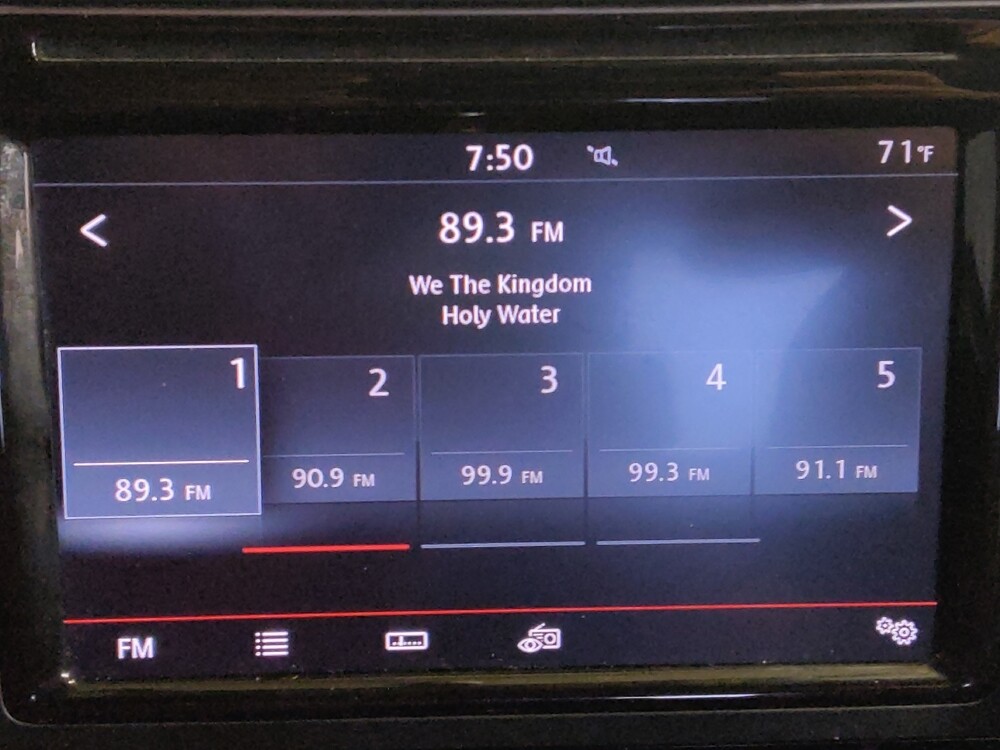 7:50 71°F
89.3 FM
We The Kingdom
Holy Water
1 2 3 4 5
89.3 FM 90.9 FM 99.9 FM 99.3 FM 91.1 FM
FM